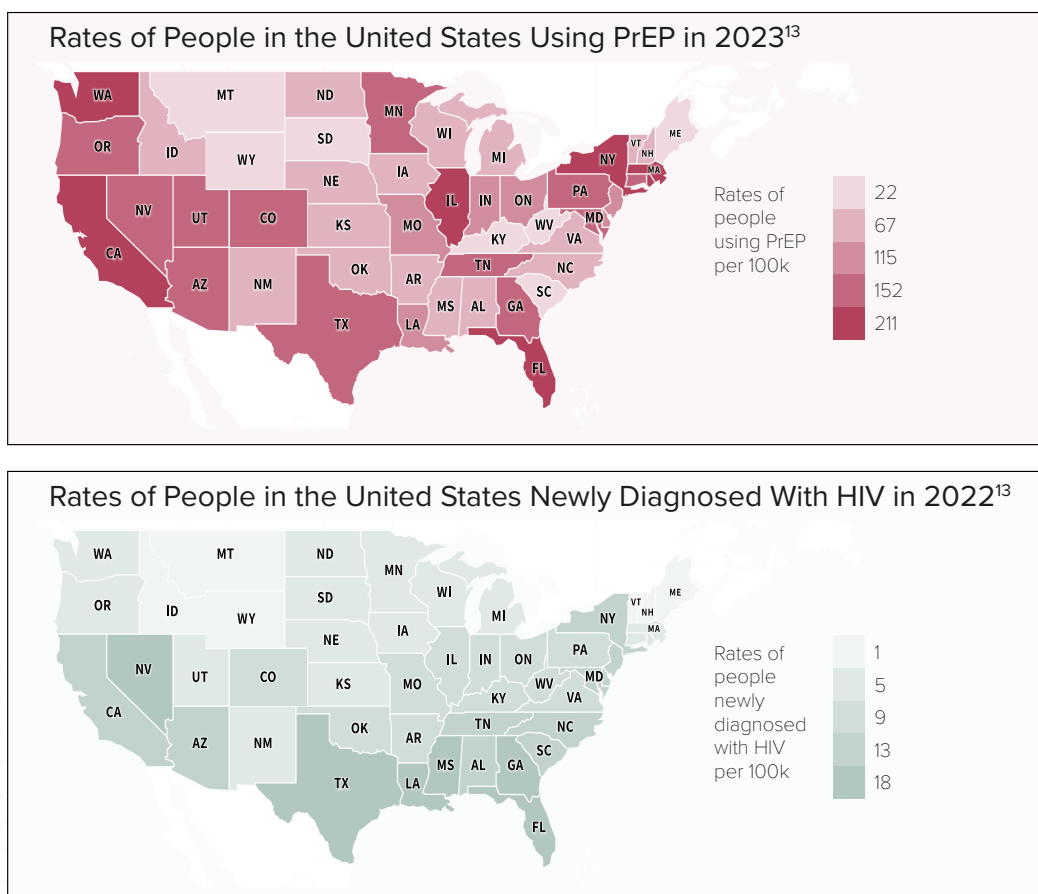 Rates of People in the United States Using PrEP in 2023¹³
WA
MT
ND
MN
ME
OR
ID
SD
WI
VT
NH
WY
MI
NY
MA
NE
IA
PA
NV
UT
CO
IL
IN
ON
MD
KS
MO
WV
CA
KY
VA
AZ
NM
OK
AR
TN
NC
SC
MS
AL
GA
TX
LA
FL
Rates of
people
using PrEP
per 100k
22
67
115
152
211
Rates of People in the United States Newly Diagnosed With HIV in 2022¹³
WA
MT
ND
MN
ME
OR
ID
SD
WI
VT
NH
WY
MI
NY
MA
NE
IA
PA
NV
UT
CO
IL
IN
ON
MD
KS
MO
WV
CA
KY
VA
AZ
NM
OK
AR
TN
NC
SC
MS
AL
GA
TX
LA
FL
Rates of
people
newly
diagnosed
with HIV
per 100k
1
5
9
13
18